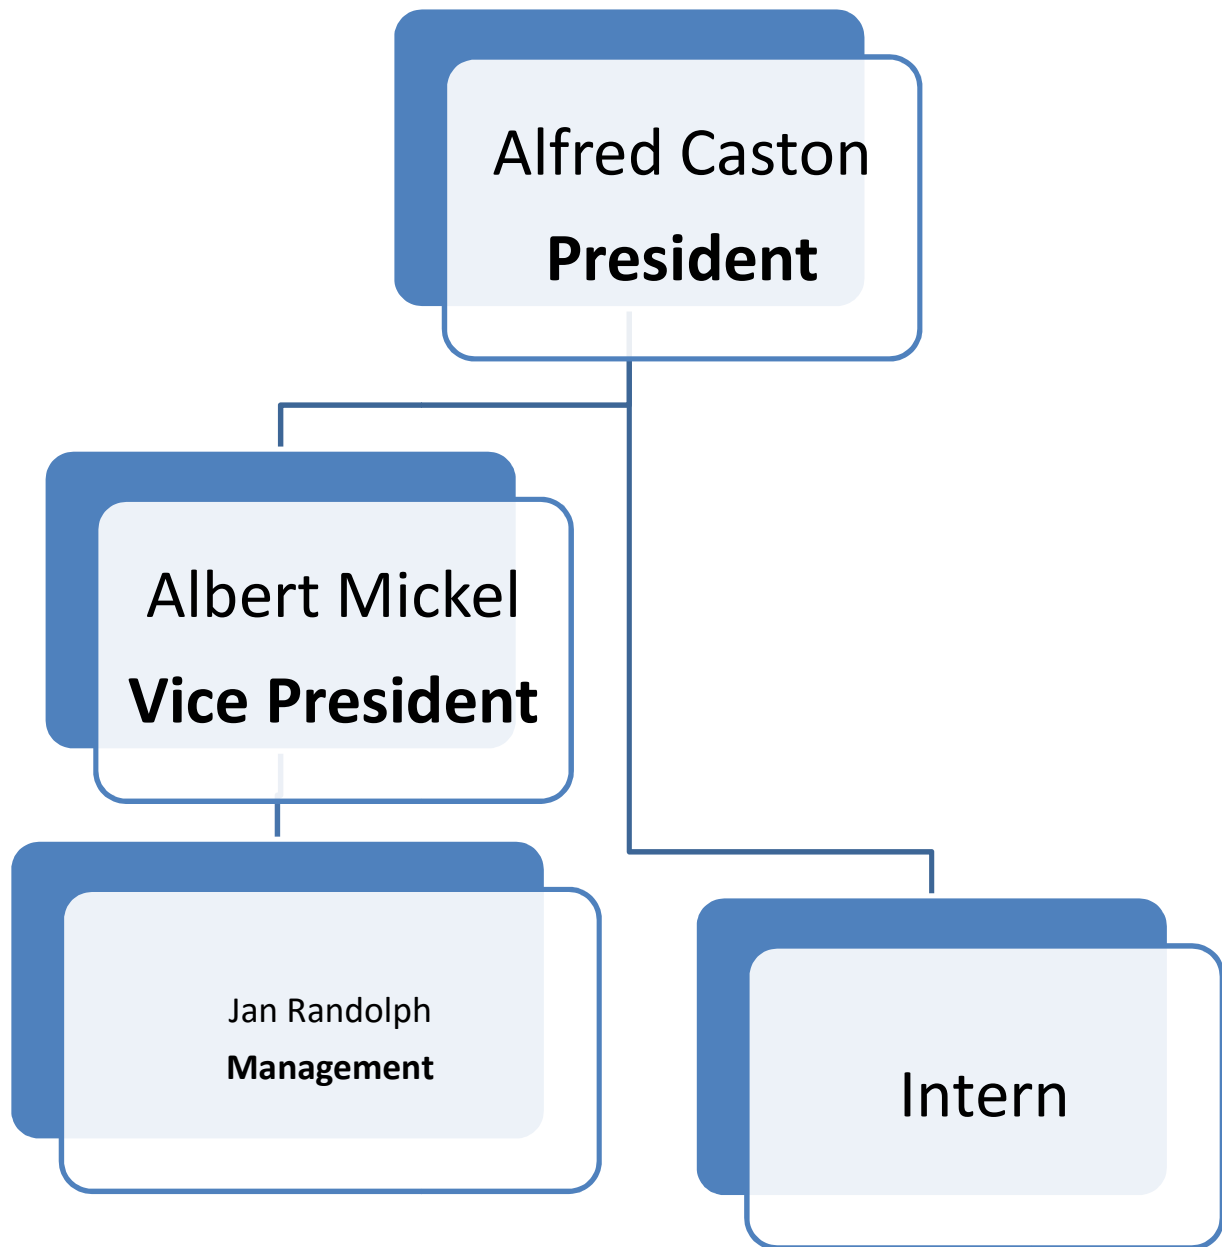 Alfred Caston
President
Albert Mickel
Vice President
Jan Randolph
Management
Intern